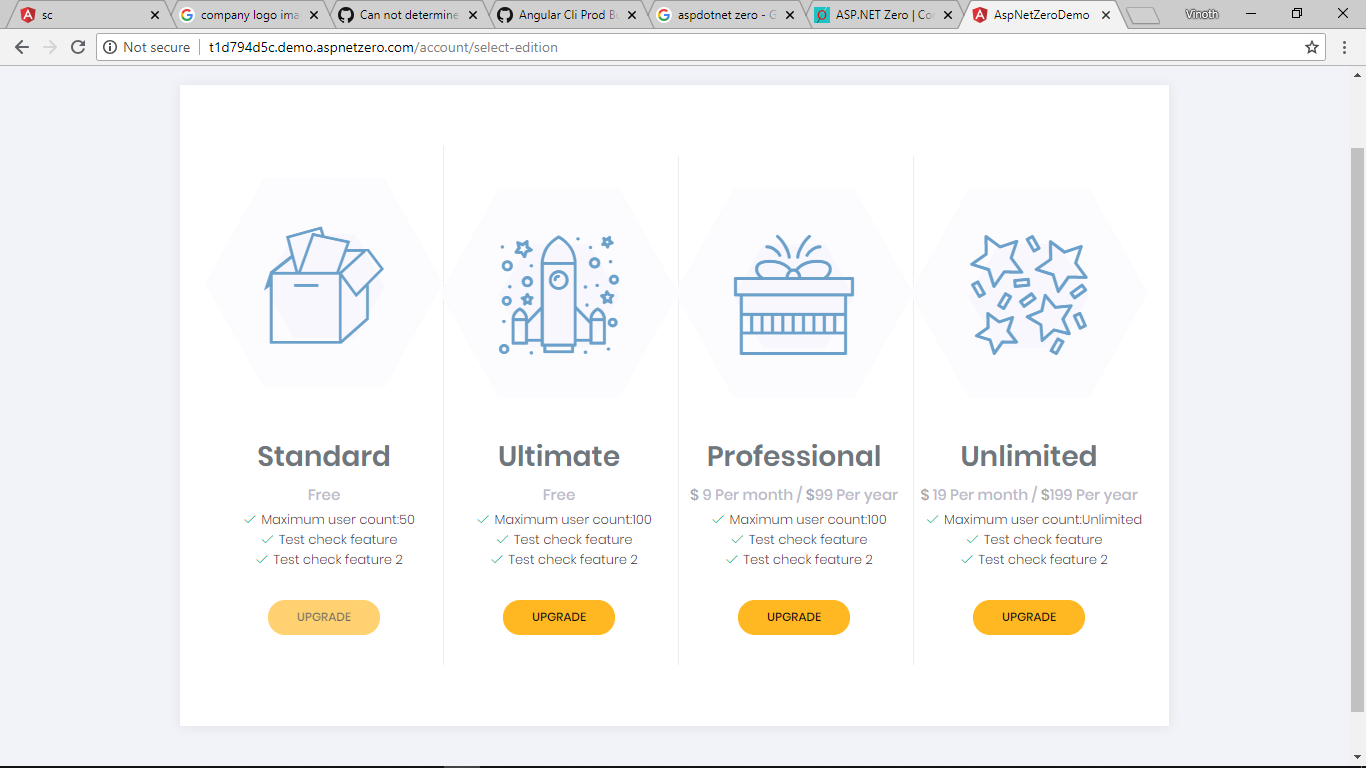 sc
company logo ima
Can not determine
Angular Cli Prod Bu
aspdotnet zero - G
ASP.NET Zero | Co
AspNetZeroDemo
Vinoth
Not secure
t1d794d5c.demo.aspnetzero.com/account/select-edition
Standard
Free
Maximum user count:50
Test check feature
Test check feature 2
UPGRADE
Ultimate
Free
Maximum user count:100
Test check feature
Test check feature 2
UPGRADE
Professional
$ 9 Per month / $99 Per year
Maximum user count:100
Test check feature
Test check feature 2
UPGRADE
Unlimited
$ 19 Per month / $199 Per year
Maximum user count:Unlimited
Test check feature
Test check feature 2
UPGRADE